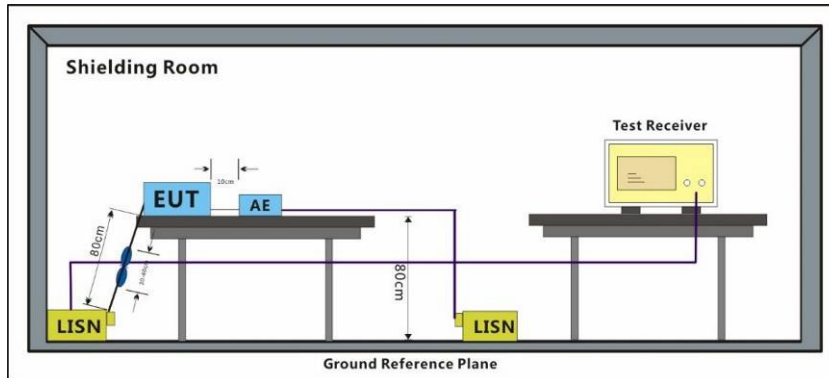 Shielding Room
Test Receiver
10cm
EUT
AE
80cm
80cm
LISN
LISN
Ground Reference Plane